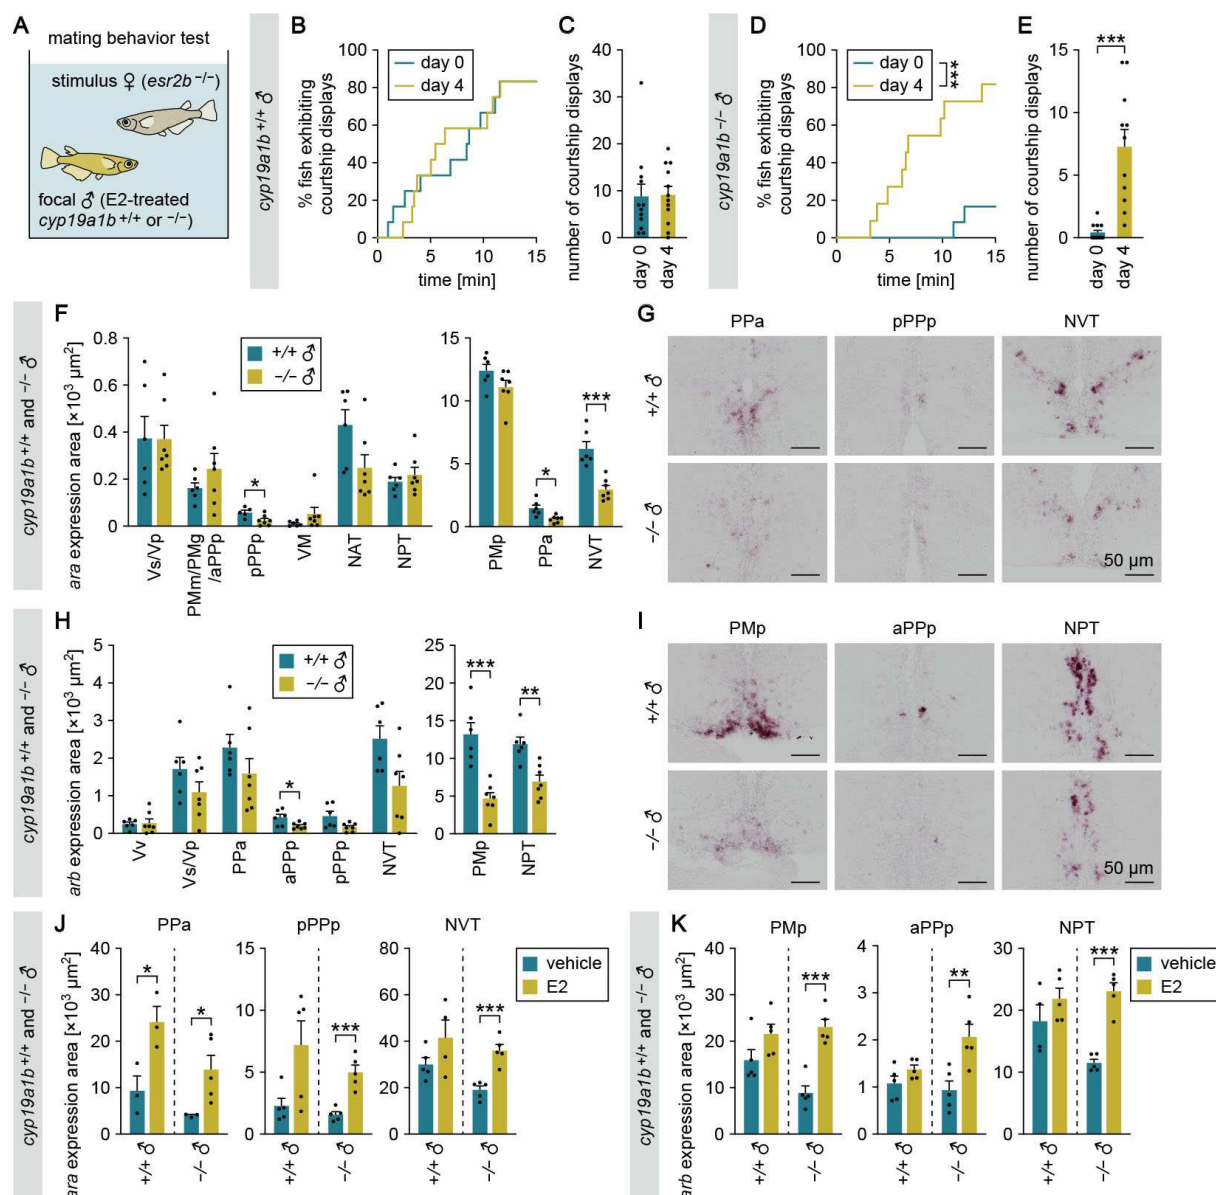 A
mating behavior test
stimulus ♀ (esr2b −/−)
focal ♂ (E2-treated
cyp19a1b +/+ or −/−)
cyp19a1b +/+ ♂
B
% fish exhibiting
courtship displays
100
80
60
40
20
0
day 0
day 4
0
5
10
15
time [min]
C
number of courtship displays
40
30
20
10
0
day 0
day 4
cyp19a1b −/− ♂
D
% fish exhibiting
courtship displays
100
80
60
40
20
0
day 0
day 4
***
0
5
10
15
time [min]
E
number of courtship displays
15
10
5
0
***
day 0
day 4
cyp19a1b +/+ and −/− ♂
F
ara expression area [×10³ µm²]
0.8
0.6
0.4
0.2
0
+/+ ♂
−/− ♂
*
Vs/Vp
PMm/PMg
/aPPp
pPPp
VM
NAT
NPT
15
10
5
0
*
***
PMp
PPa
NVT
G
PPa
pPPp
NVT
+/+ ♂
−/− ♂
50 µm
cyp19a1b +/+ and −/− ♂
H
arb expression area [×10³ µm²]
5
4
3
2
1
0
+/+ ♂
−/− ♂
*
Vv
Vs/Vp
PPa
aPPp
pPPp
NVT
25
20
15
10
5
0
***
**
PMp
NPT
I
PMp
aPPp
NPT
+/+ ♂
−/− ♂
50 µm
cyp19a1b +/+ and −/− ♂
J
ara expression area [×10³ µm²]
PPa
40
30
20
10
0
*
*
+/+ ♂
−/− ♂
pPPp
15
10
5
0
***
+/+ ♂
−/− ♂
NVT
80
60
40
20
0
***
+/+ ♂
−/− ♂
vehicle
E2
cyp19a1b +/+ and −/− ♂
K
arb expression area [×10³ µm²]
PMp
40
30
20
10
0
***
+/+ ♂
−/− ♂
aPPp
4
3
2
1
0
**
+/+ ♂
−/− ♂
NPT
30
20
10
0
***
+/+ ♂
−/− ♂
vehicle
E2